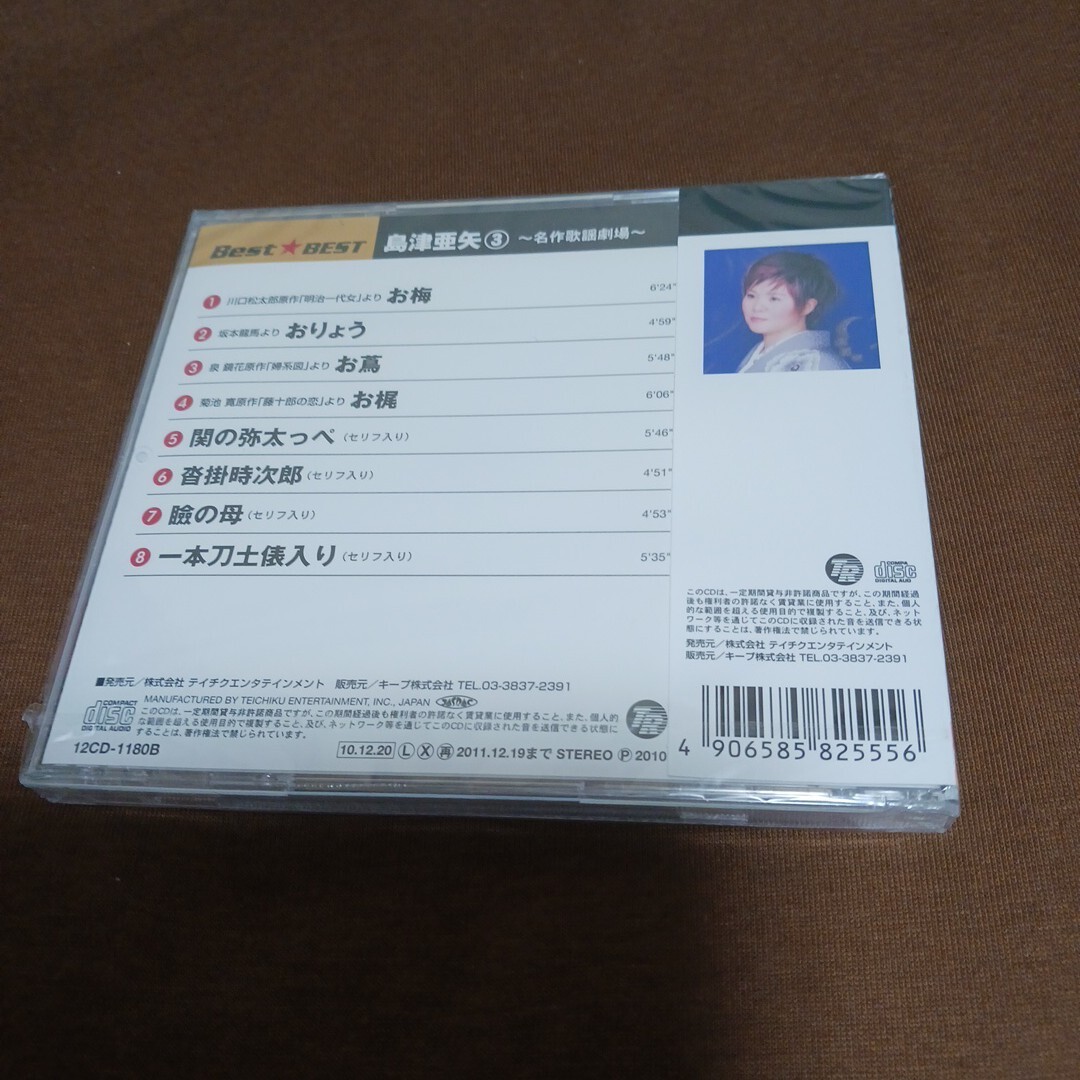 Best★BEST 島津亜矢③ ～名作歌謡劇場～
1 川口松太郎原作「明治一代女」より お梅 6'24"
2 坂本龍馬より おりょう 4'59"
3 泉 鏡花原作「婦系図」より お蔦 5'48"
4 菊池 寛原作「藤十郎の恋」より お梶 6'06"
5 関の弥太っぺ(セリフ入り) 5'46"
6 沓掛時次郎(セリフ入り) 4'51"
7 瞼の母(セリフ入り) 4'53"
8 一本刀土俵入り(セリフ入り) 5'35"
■発売元／株式会社 テイチクエンタテインメント 販売元／キープ株式会社 TEL.03-3837-2391
MANUFACTURED BY TEICHIKU ENTERTAINMENT, INC., JAPAN
COMPACT
disc
DIGITAL AUDIO
このCDは、一定期間貸与非許諾商品ですが、この期間経過後も権利者の許諾なく賃貸業に使用すること、また、個人的
な範囲を超える使用目的で複製すること、及び、ネットワーク等を通じてこのCDに収録された音を送信できる状態に
することは、著作権法で禁じられています。
TR
12CD-1180B
10.12.20 Ⓛ Ⓧ 再 2011.12.19まで STEREO Ⓟ 2010
TR
COMPA
disc
DIGITAL AUD
このCDは、一定期間貸与非許諾商品ですが、この期間経過
後も権利者の許諾なく賃貸業に使用すること、また、個人
的な範囲を超える使用目的で複製すること、及び、ネット
ワーク等を通じてこのCDに収録された音を送信できる状
態にすることは、著作権法で禁じられています。
発売元／株式会社 テイチクエンタテインメント
販売元／キープ株式会社 TEL.03-3837-2391
4 906585 825556